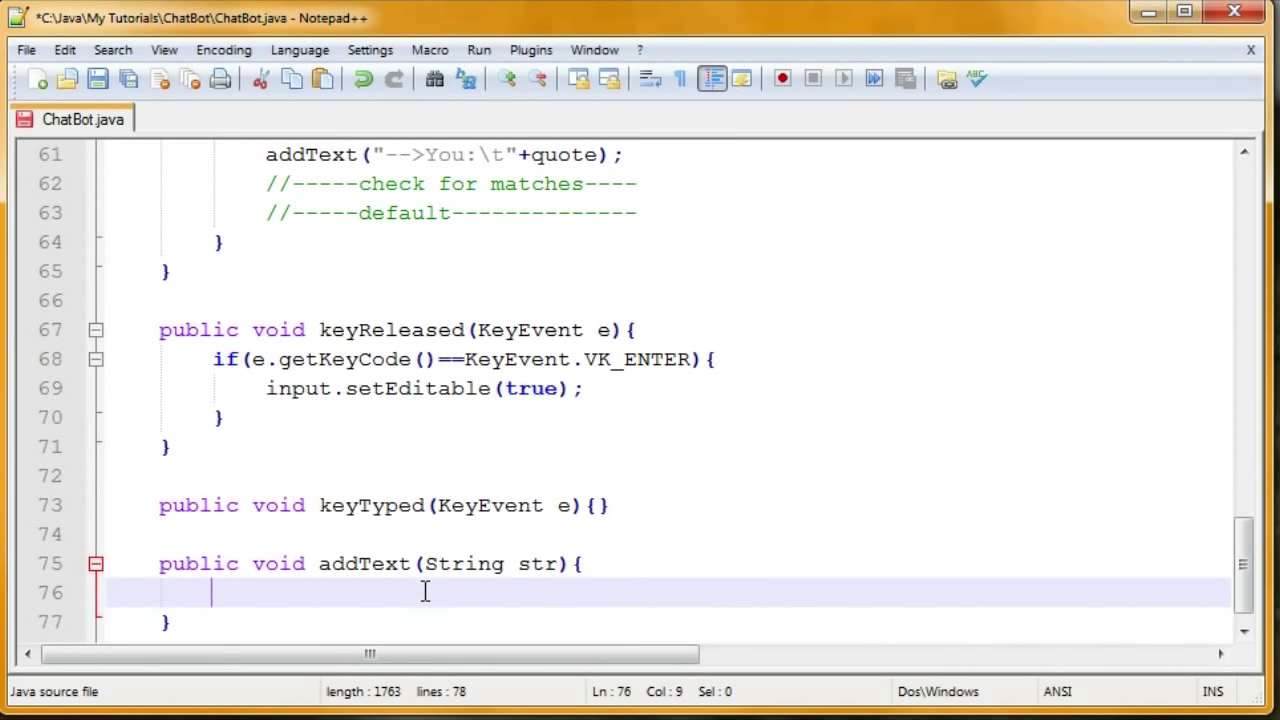 *C:\Java\My Tutorials\ChatBot\ChatBot.java - Notepad++
File Edit Search View Encoding Language Settings Macro Run Plugins Window ? X
ABC
ChatBot.java
61 addText("-->You:\t"+quote);
62 //-----check for matches----
63 //-----default--------------
64 }
65 }
66
67 public void keyReleased(KeyEvent e){
68 if(e.getKeyCode()==KeyEvent.VK_ENTER){
69 input.setEditable(true);
70 }
71 }
72
73 public void keyTyped(KeyEvent e){}
74
75 public void addText(String str){
76
77 }
Java source file length : 1763 lines : 78 Ln : 76 Col : 9 Sel : 0 Dos\Windows ANSI INS